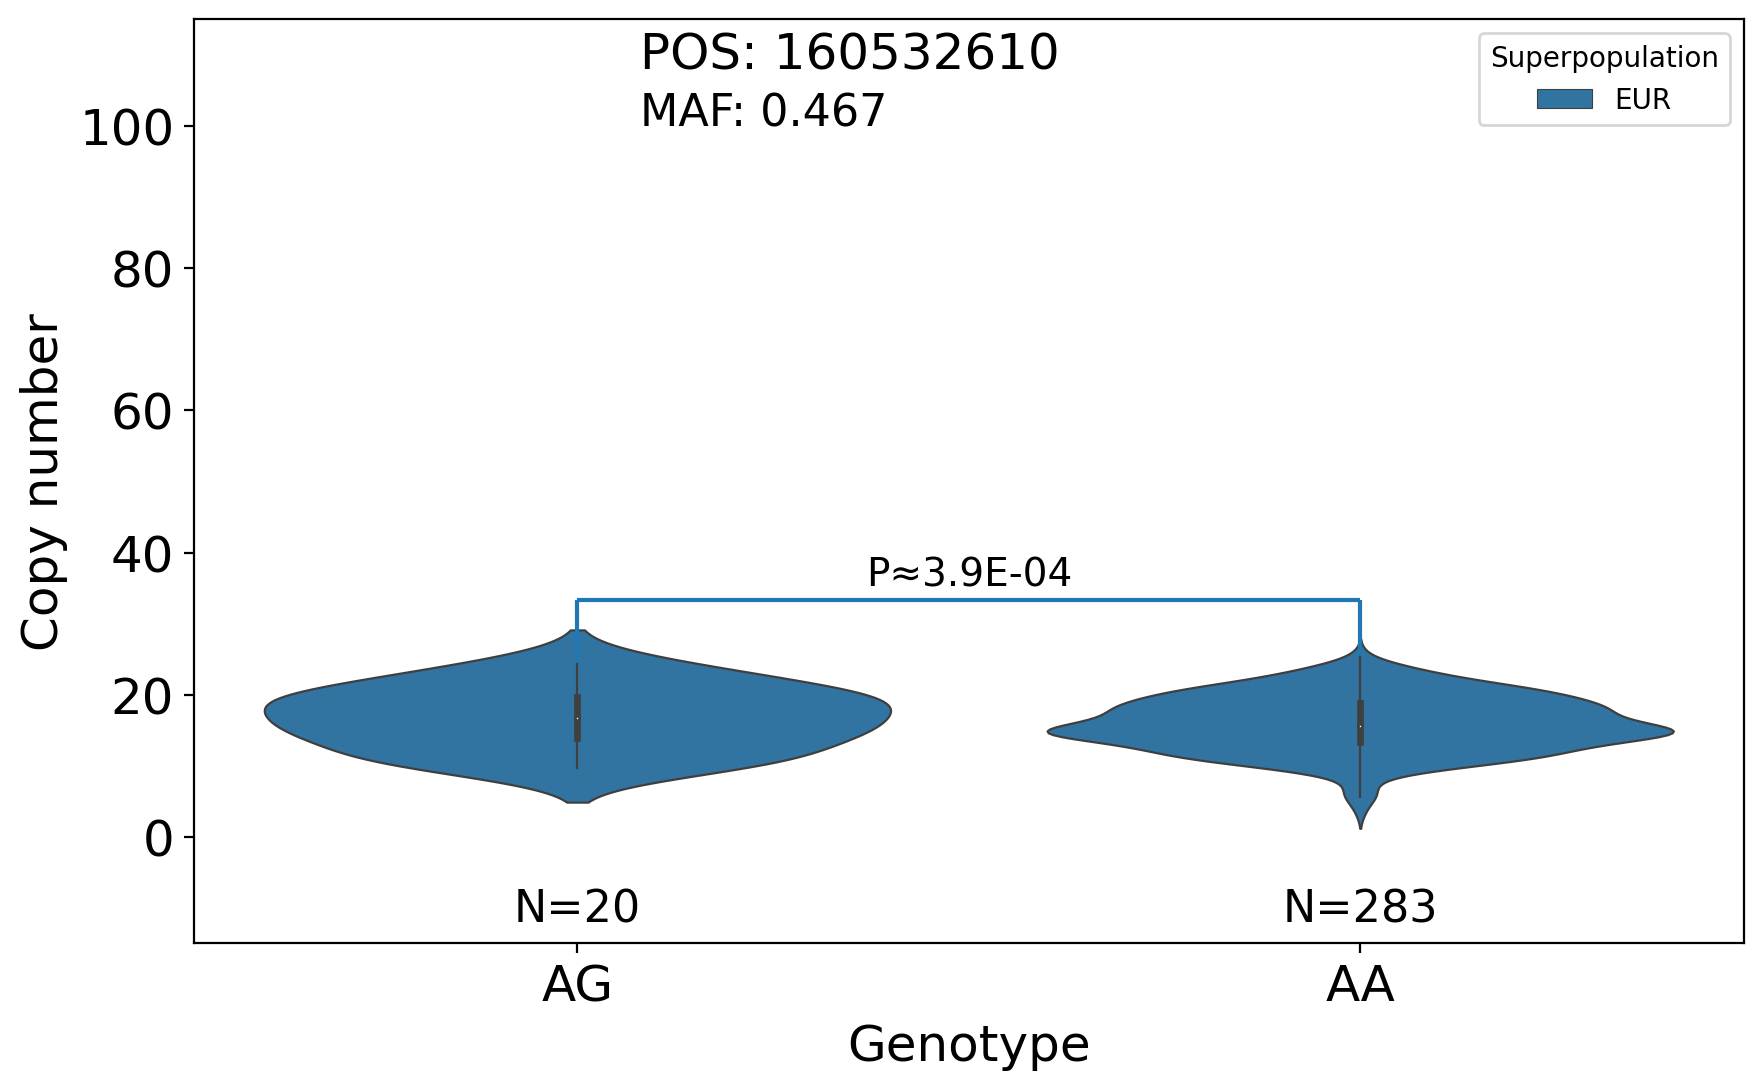 POS: 160532610
MAF: 0.467
Superpopulation
EUR
100
80
60
40
20
0
Copy number
P≈3.9E-04
N=20
N=283
AG
AA
Genotype